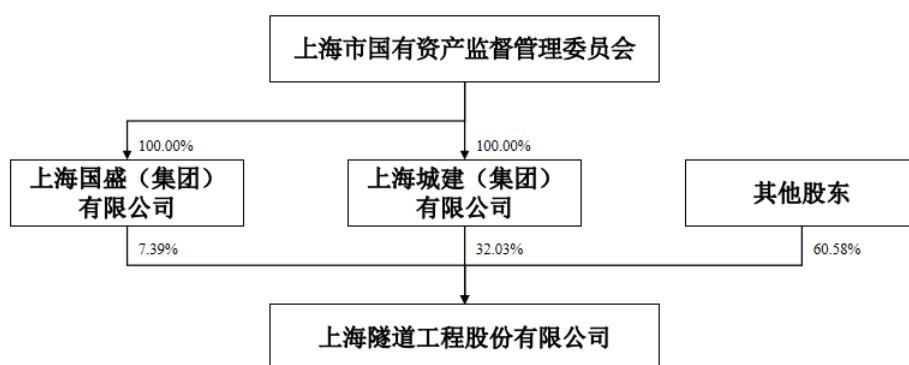 上海市国有资产监督管理委员会
100.00%
100.00%
上海国盛（集团）
有限公司
上海城建（集团）
有限公司
其他股东
7.39%
32.03%
60.58%
上海隧道工程股份有限公司